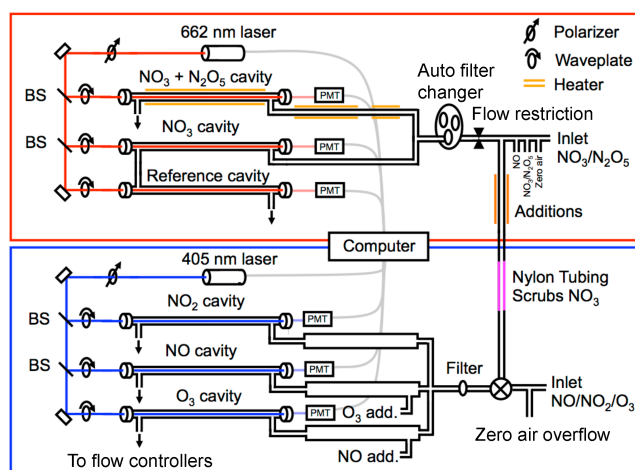 662 nm laser
Polarizer
Waveplate
Heater
NO3 + N2O5 cavity
BS
PMT
Auto filter
changer
Flow restriction
NO3 cavity
BS
PMT
Inlet
NO3/N2O5
NO
NO3/N2O5
Zero air
Reference cavity
PMT
Additions
Computer
405 nm laser
Nylon Tubing
Scrubs NO3
NO2 cavity
BS
PMT
NO cavity
BS
PMT
Filter
Inlet
NO/NO2/O3
O3 cavity
PMT
O3 add.
Zero air overflow
NO add.
To flow controllers